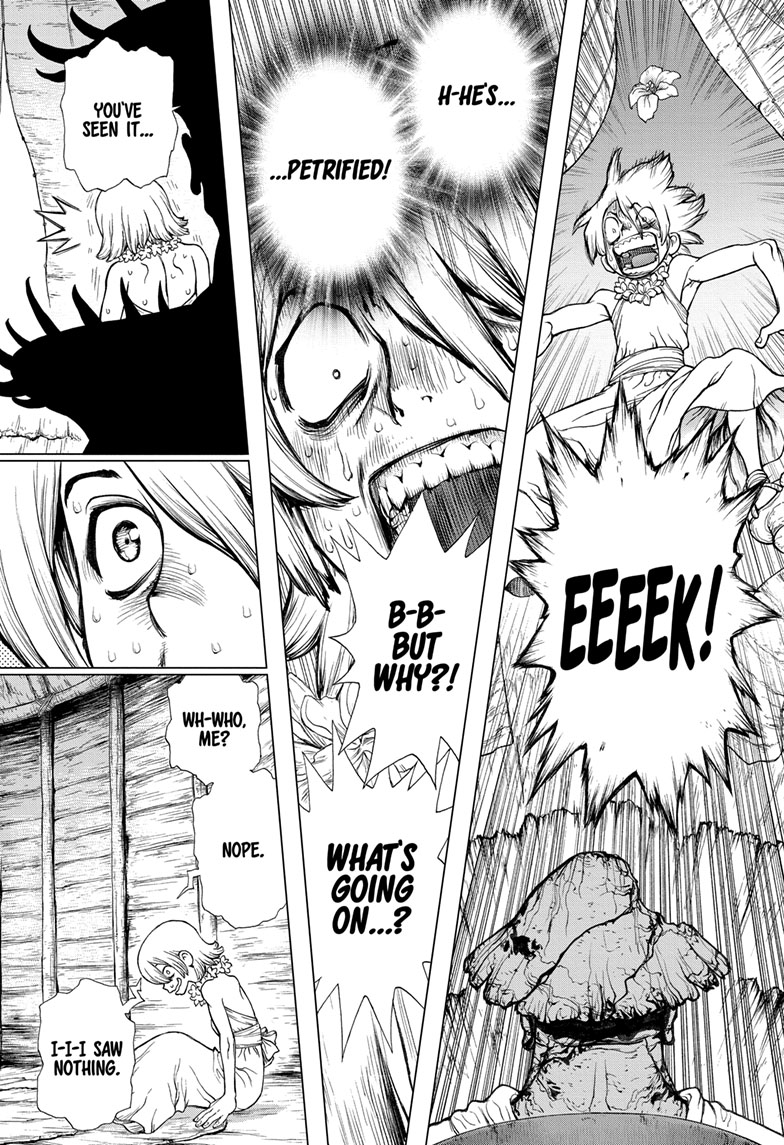 EEEEK!
H-HE'S...
...PETRIFIED!
B-B-
BUT
WHY?!
WHAT'S
GOING
ON...?
YOU'VE
SEEN IT...
WH-WHO,
ME?
NOPE.
I-I-I SAW
NOTHING.